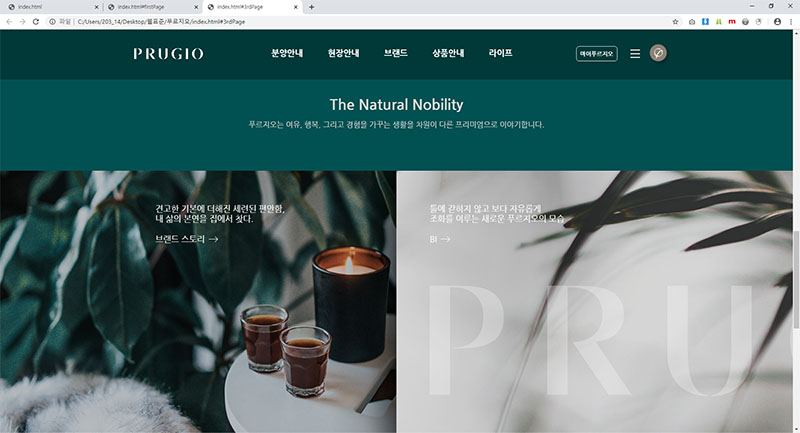 index.html
index.html#firstPage
index.html#3rdPage
파일 | C:/Users/203_14/Desktop/웹표준/푸르지오/index.html#3rdPage
PRUGIO 분양안내 현장안내 브랜드 상품안내 라이프 마이푸르지오
The Natural Nobility
푸르지오는 여유, 행복, 그리고 경험을 가꾸는 생활을 차원이 다른 프리미엄으로 이야기합니다.
견고한 기본에 더해진 세련된 편안함,
내 삶의 본연을 집에서 찾다.
브랜드 스토리 →
틀에 갇히지 않고 보다 자유롭게
조화를 이루는 새로운 푸르지오의 모습
BI →
PRU